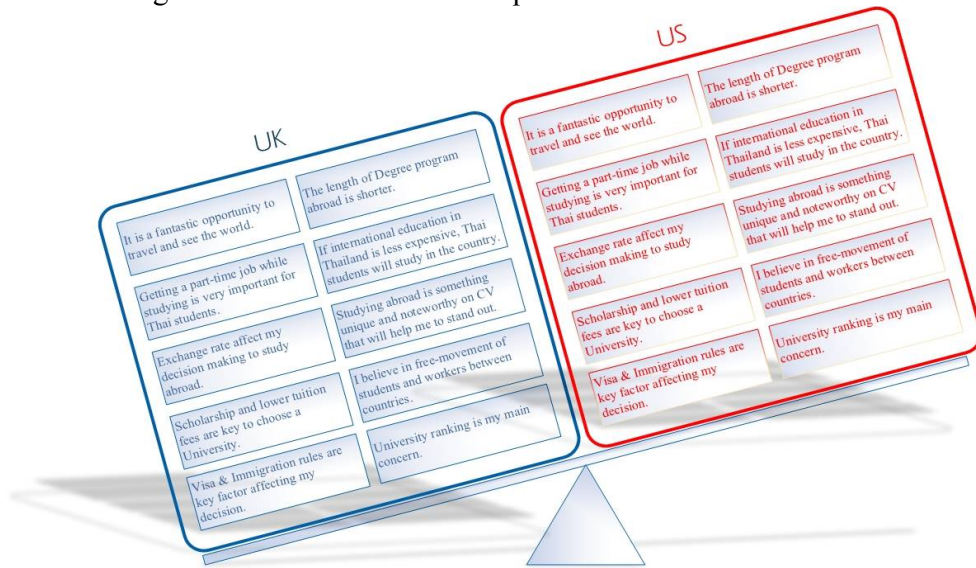 UK
It is a fantastic opportunity to
travel and see the world.
The length of Degree program
abroad is shorter.
Getting a part-time job while
studying is very important for
Thai students.
If international education in
Thailand is less expensive, Thai
students will study in the country.
Exchange rate affect my
decision making to study
abroad.
Studying abroad is something
unique and noteworthy on CV
that will help me to stand out.
Scholarship and lower tuition
fees are key to choose a
University.
I believe in free-movement of
students and workers between
countries.
Visa & Immigration rules are
key factor affecting my
decision.
University ranking is my main
concern.
US
It is a fantastic opportunity to
travel and see the world.
The length of Degree program
abroad is shorter.
Getting a part-time job while
studying is very important for
Thai students.
If international education in
Thailand is less expensive, Thai
students will study in the country.
Exchange rate affect my
decision making to study
abroad.
Studying abroad is something
unique and noteworthy on CV
that will help me to stand out.
Scholarship and lower tuition
fees are key to choose a
University.
I believe in free-movement of
students and workers between
countries.
Visa & Immigration rules are
key factor affecting my
decision.
University ranking is my main
concern.